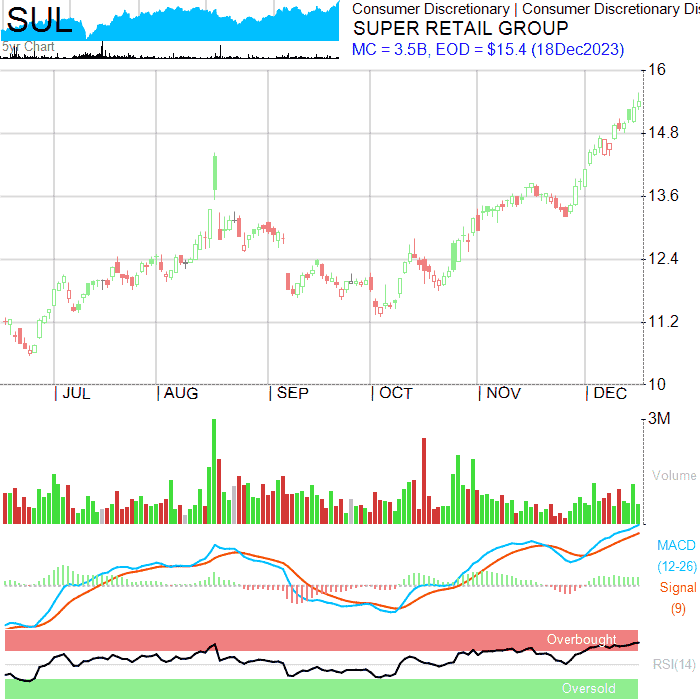 SUL
5yr Chart
Consumer Discretionary | Consumer Discretionary Dis
SUPER RETAIL GROUP
MC = 3.5B, EOD = $15.4 (18Dec2023)
16
14.8
13.6
12.4
11.2
10
JUL AUG SEP OCT NOV DEC
3M
Volume
MACD
(12-26)
Signal
(9)
Overbought
RSI(14)
Oversold